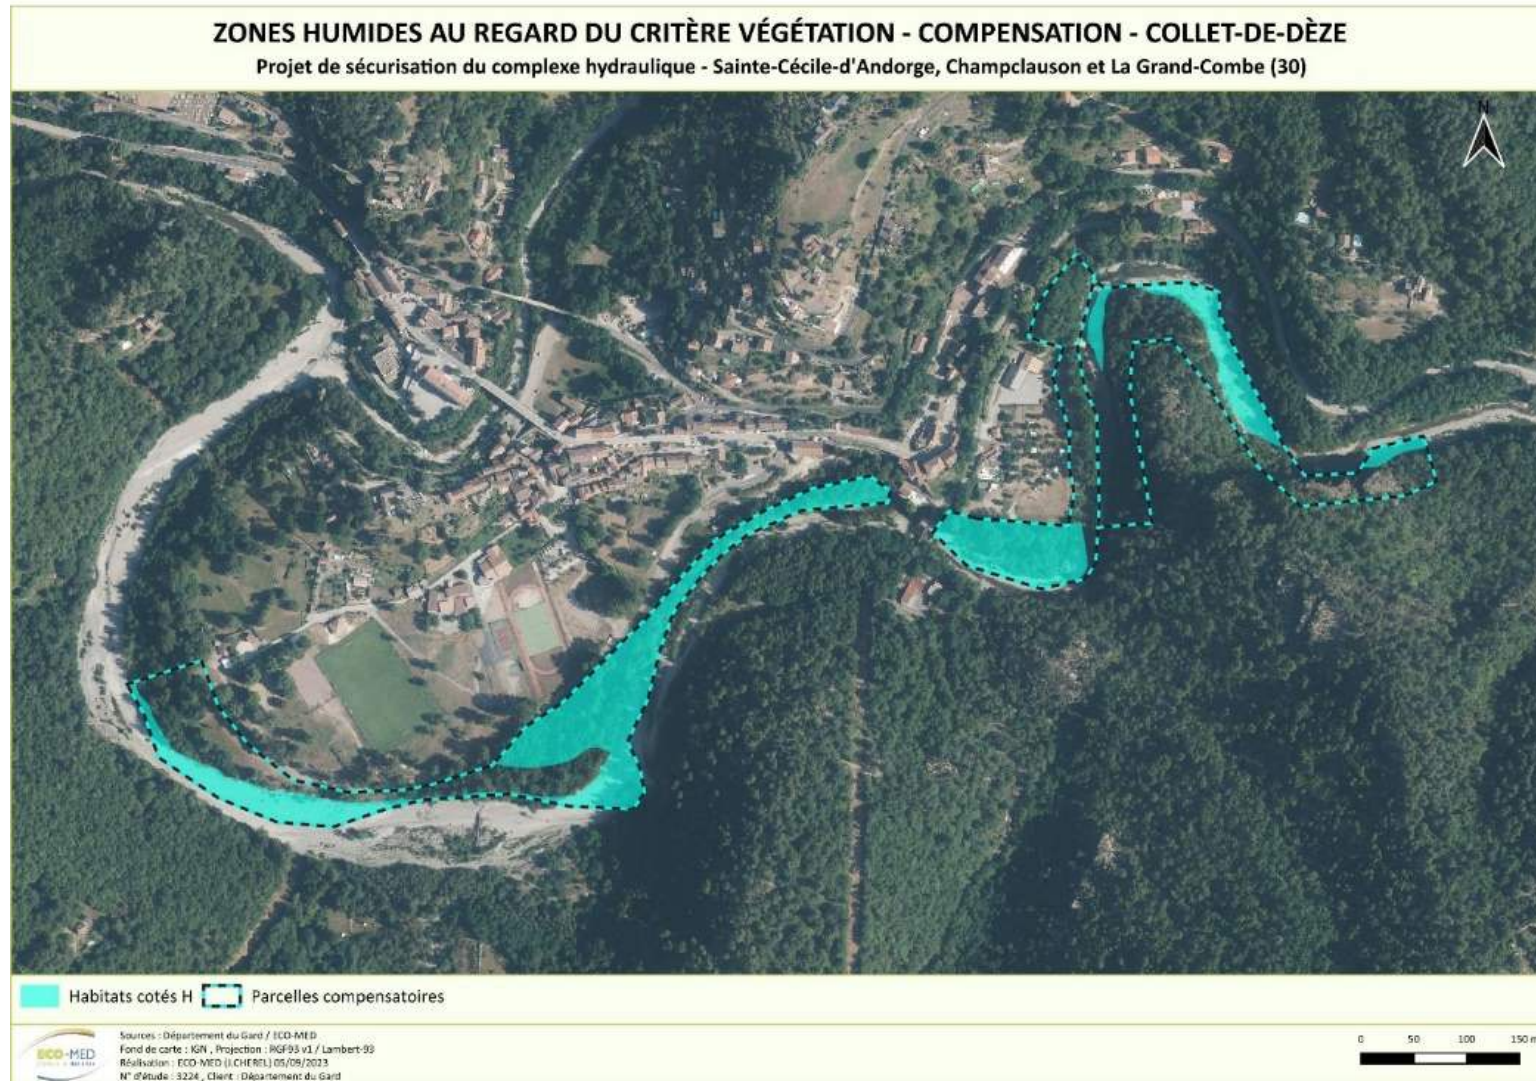 ZONES HUMIDES AU REGARD DU CRITÈRE VÉGÉTATION - COMPENSATION - COLLET-DE-DÈZE
Projet de sécurisation du complexe hydraulique - Sainte-Cécile-d'Andorge, Champclauson et La Grand-Combe (30)
N
Habitats cotés H Parcelles compensatoires
ECO-MED
Sources : Département du Gard / ECO-MED
Fond de carte : IGN , Projection : RGF93 v1 / Lambert-93
Réalisation : ECO-MED (J.CHEREL) 05/09/2023
N° d'étude : 3224 , Client : Département du Gard
0 50 100 150 m